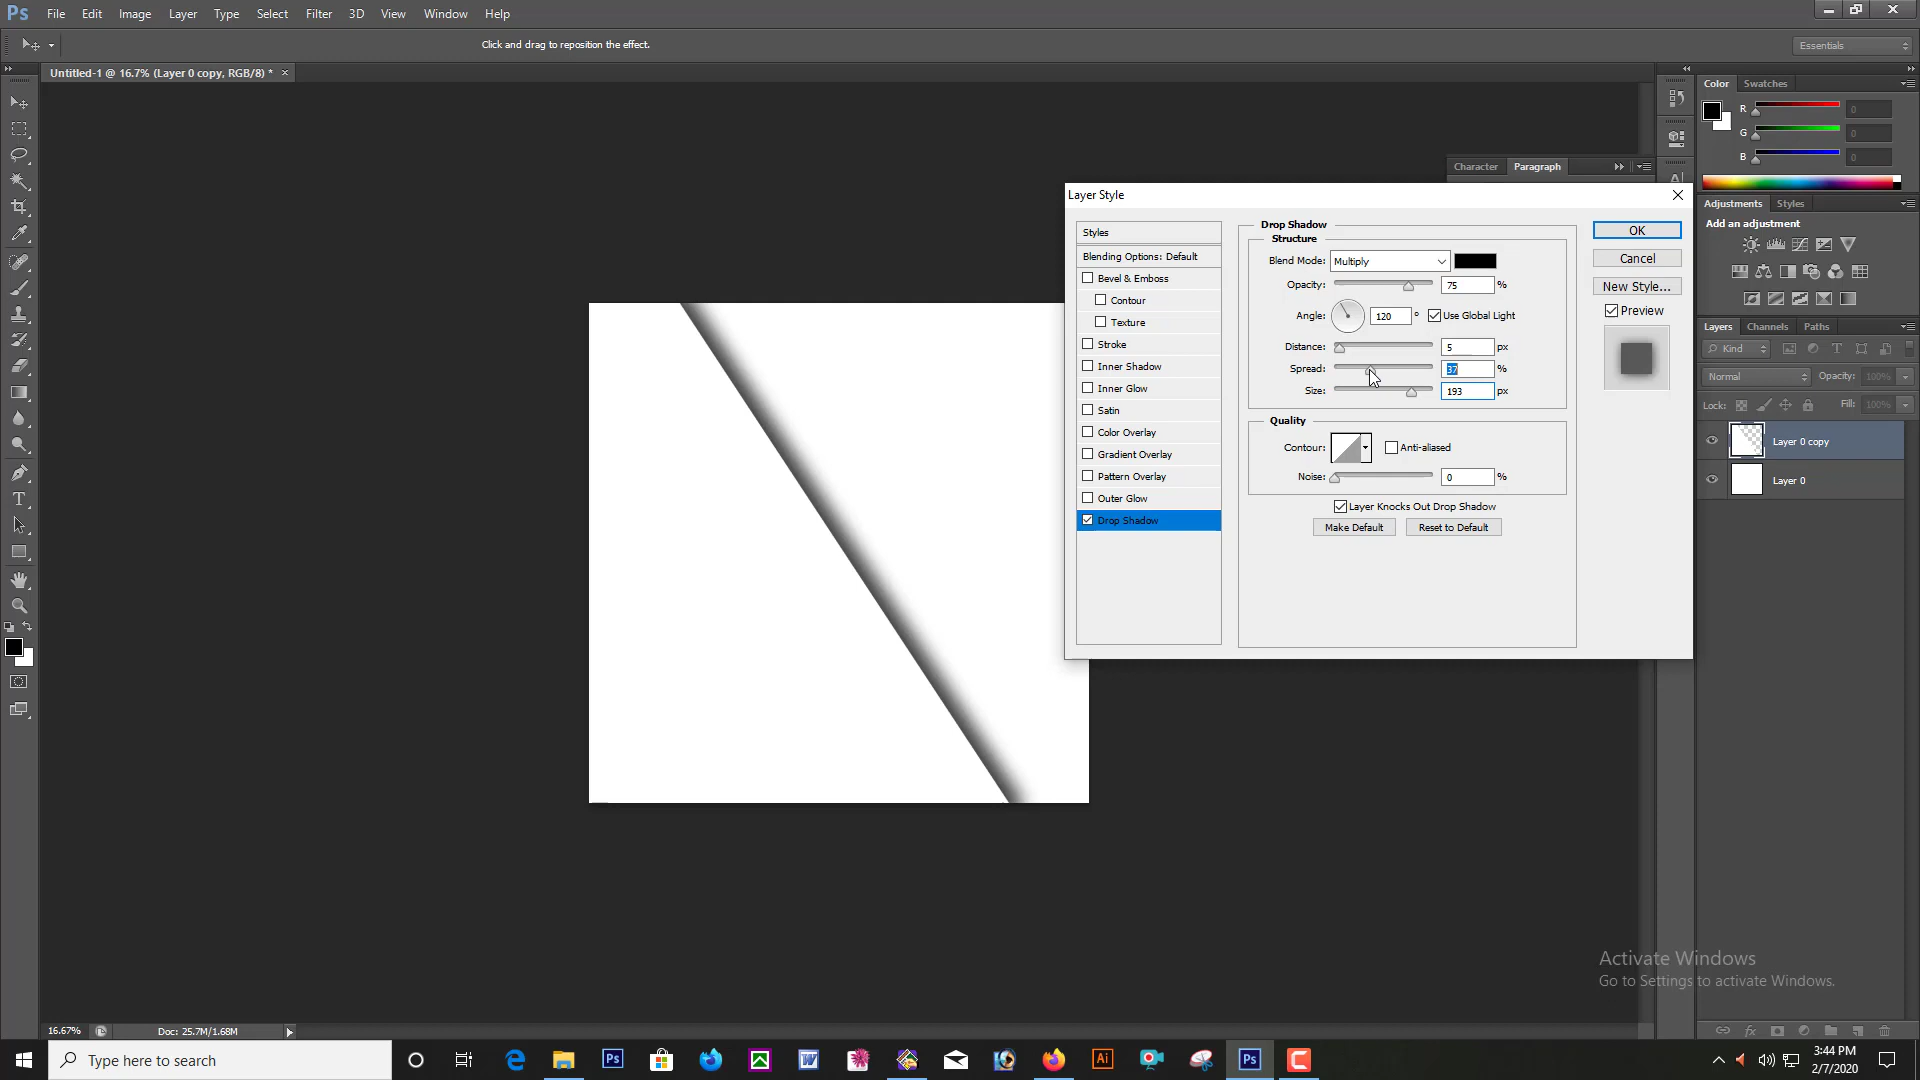 Ps File Edit Image Layer Type Select Filter 3D View Window Help
Click and drag to reposition the effect.
Essentials
Untitled-1 @ 16.7% (Layer 0 copy, RGB/8) * ×
Color Swatches
R 0
G 0
B 0
Character Paragraph
Adjustments Styles
Add an adjustment
Layer Style
Styles
Blending Options: Default
Bevel & Emboss
Contour
Texture
Stroke
Inner Shadow
Inner Glow
Satin
Color Overlay
Gradient Overlay
Pattern Overlay
Outer Glow
Drop Shadow
Drop Shadow
Structure
Blend Mode: Multiply
Opacity: 75 %
Angle: 120 ° Use Global Light
Distance: 5 px
Spread: 37 %
Size: 193 px
Quality
Contour: Anti-aliased
Noise: 0 %
Layer Knocks Out Drop Shadow
Make Default Reset to Default
OK
Cancel
New Style...
Preview
Layers Channels Paths
Kind
Normal Opacity: 100%
Lock: Fill: 100%
Layer 0 copy
Layer 0
Activate Windows
Go to Settings to activate Windows.
16.67% Doc: 25.7M/1.68M
Type here to search
3:44 PM
2/7/2020